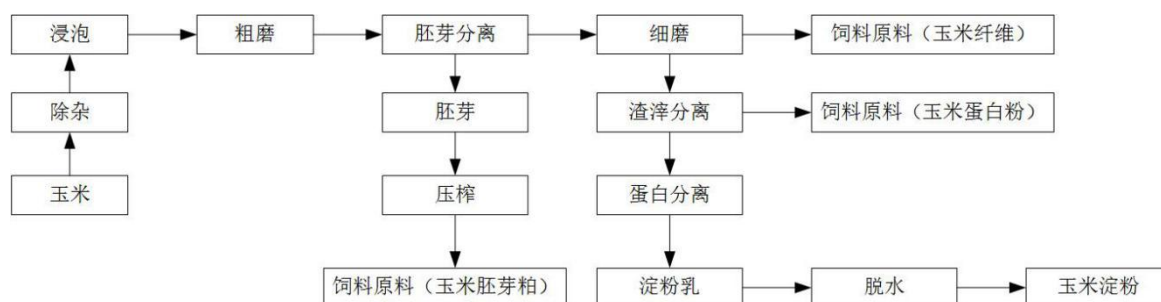 浸泡
粗磨
胚芽分离
细磨
饲料原料（玉米纤维）
除杂
胚芽
渣滓分离
饲料原料（玉米蛋白粉）
玉米
压榨
蛋白分离
饲料原料（玉米胚芽粕）
淀粉乳
脱水
玉米淀粉